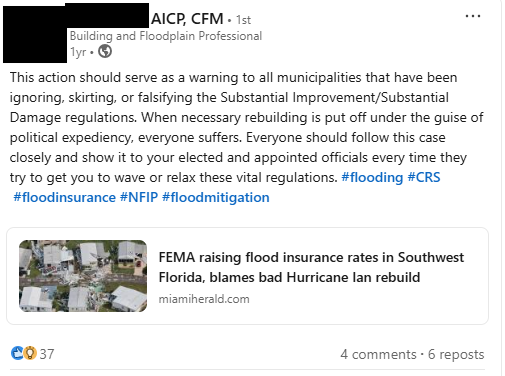 AICP, CFM • 1st
Building and Floodplain Professional
1yr •
This action should serve as a warning to all municipalities that have been
ignoring, skirting, or falsifying the Substantial Improvement/Substantial
Damage regulations. When necessary rebuilding is put off under the guise of
political expediency, everyone suffers. Everyone should follow this case
closely and show it to your elected and appointed officials every time they
try to get you to wave or relax these vital regulations. #flooding #CRS
#floodinsurance #NFIP #floodmitigation
FEMA raising flood insurance rates in Southwest
Florida, blames bad Hurricane Ian rebuild
miamiherald.com
37
4 comments • 6 reposts